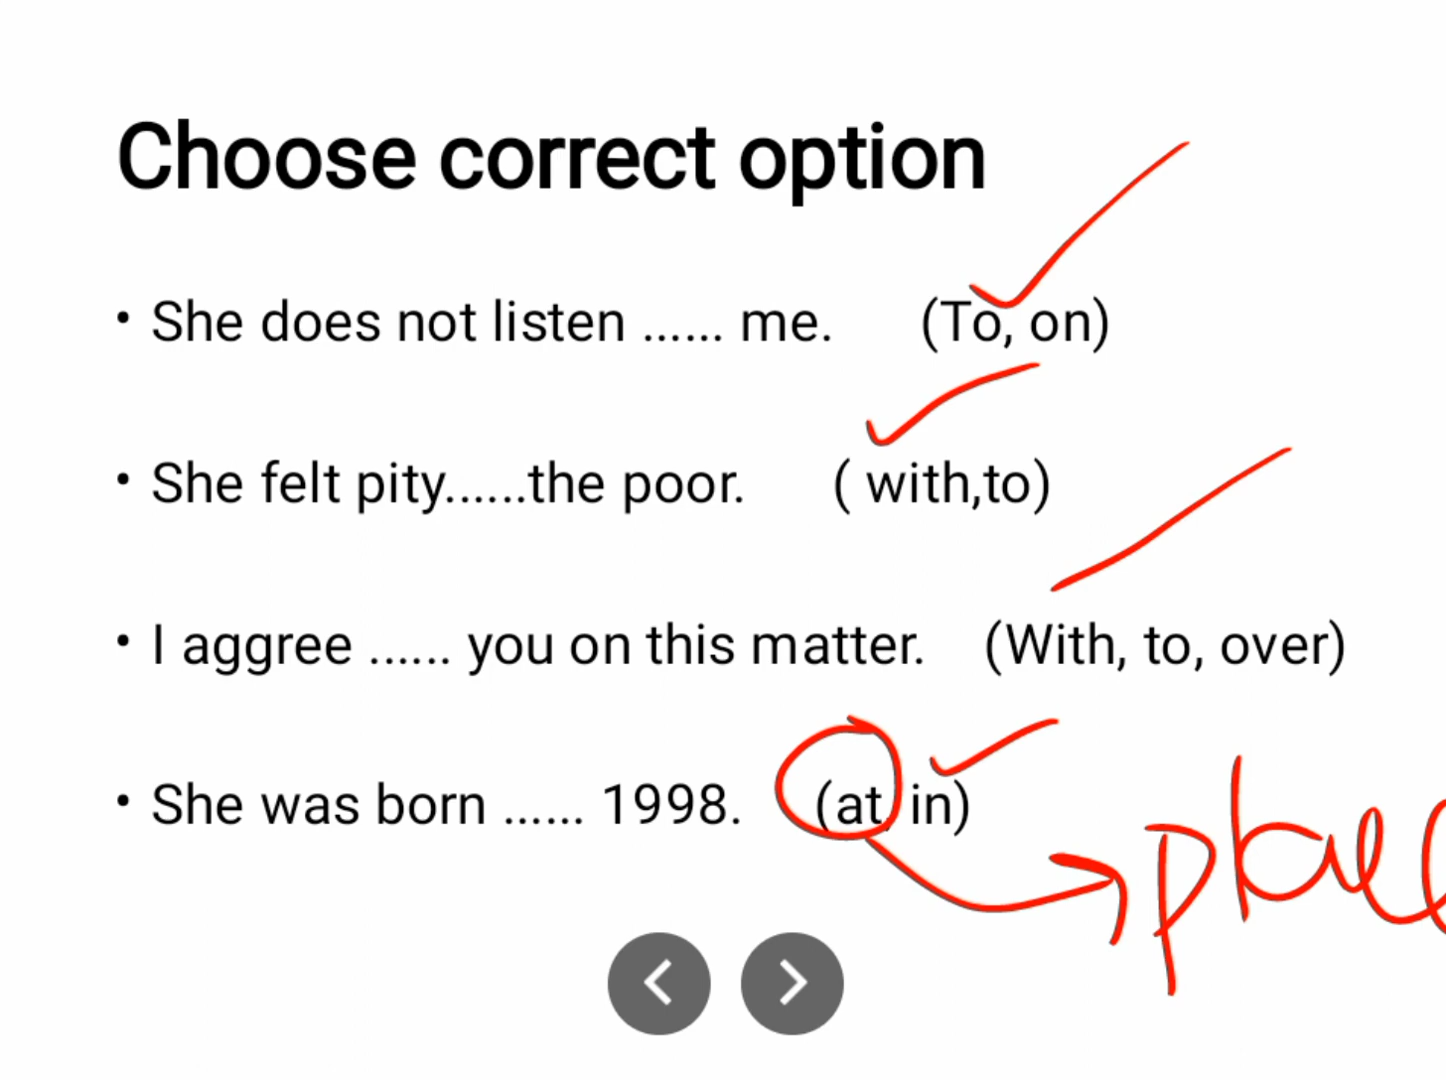 Choose correct option
• She does not listen ...... me. (To, on)
• She felt pity......the poor. ( with,to)
• I aggree ...... you on this matter. (With, to, over)
• She was born ...... 1998. (at, in)